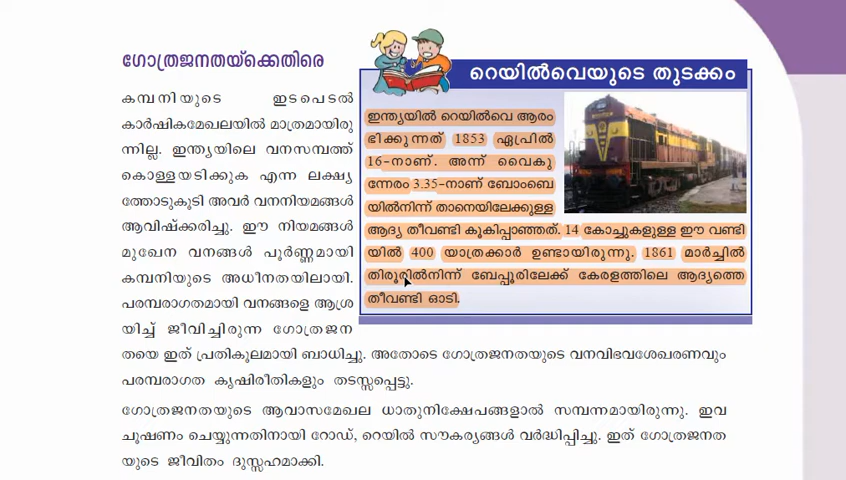 ഗോത്രജനതയ്ക്കെതിരെ
കമ്പനിയുടെ ഇടപെടൽ
കാർഷികമേഖലയിൽ മാത്രമായിരു
ന്നില്ല. ഇന്ത്യയിലെ വനസമ്പത്ത്
കൊള്ളയടിക്കുക എന്ന ലക്ഷ്യ
ത്തോടുകൂടി അവർ വനനിയമങ്ങൾ
ആവിഷ്ക്കരിച്ചു. ഈ നിയമങ്ങൾ
മുഖേന വനങ്ങൾ പൂർണ്ണമായി
കമ്പനിയുടെ അധീനതയിലായി.
പരമ്പരാഗതമായി വനങ്ങളെ ആശ്ര
യിച്ച് ജീവിച്ചിരുന്ന ഗോത്രജന
തയെ ഇത് പ്രതികൂലമായി ബാധിച്ചു. അതോടെ ഗോത്രജനതയുടെ വനവിഭവശേഖരണവും
പരമ്പരാഗത കൃഷിരീതികളും തടസ്സപ്പെട്ടു.
ഗോത്രജനതയുടെ ആവാസമേഖല ധാതുനിക്ഷേപങ്ങളാൽ സമ്പന്നമായിരുന്നു. ഇവ
ചൂഷണം ചെയ്യുന്നതിനായി റോഡ്, റെയിൽ സൗകര്യങ്ങൾ വർദ്ധിപ്പിച്ചു. ഇത് ഗോത്രജനത
യുടെ ജീവിതം ദുസ്സഹമാക്കി.
റെയിൽവെയുടെ തുടക്കം
ഇന്ത്യയിൽ റെയിൽവെ ആരം
ഭിക്കുന്നത് 1853 ഏപ്രിൽ
16-നാണ്. അന്ന് വൈകു
ന്നേരം 3.35-നാണ് ബോംബെ
യിൽനിന്ന് താനെയിലേക്കുള്ള
ആദ്യ തീവണ്ടി കൂകിപ്പാഞ്ഞത്. 14 കോച്ചുകളുള്ള ഈ വണ്ടി
യിൽ 400 യാത്രക്കാർ ഉണ്ടായിരുന്നു. 1861 മാർച്ചിൽ
തിരൂരിൽനിന്ന് ബേപ്പൂരിലേക്ക് കേരളത്തിലെ ആദ്യത്തെ
തീവണ്ടി ഓടി.